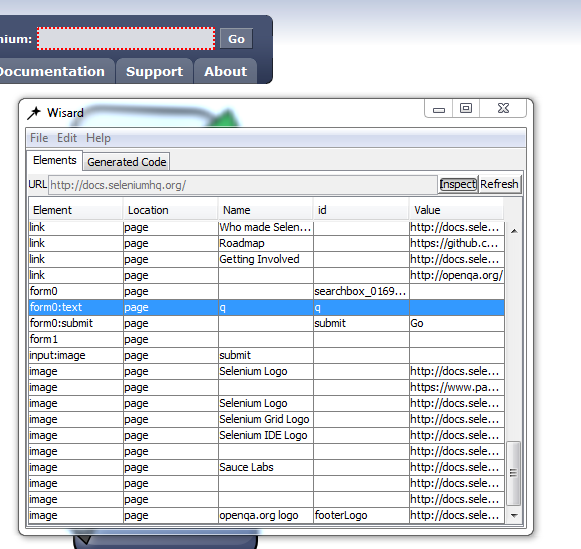 nium: Go
Documentation Support About
Wisard
File Edit Help
Elements Generated Code
URL http://docs.seleniumhq.org/ Inspect Refresh
Element Location Name id Value
link page Who made Selen... http://docs.sele...
link page Roadmap https://github.c...
link page Getting Involved http://docs.sele...
link page http://openqa.org/
form0 page searchbox_0169...
form0:text page q q
form0:submit page submit Go
form1 page
input:image page submit
image page Selenium Logo http://docs.sele...
image page https://www.pa...
image page Selenium Logo http://docs.sele...
image page Selenium Grid Logo http://docs.sele...
image page Selenium IDE Logo http://docs.sele...
image page http://docs.sele...
image page Sauce Labs http://docs.sele...
image page http://docs.sele...
image page http://docs.sele...
image page openqa.org logo footerLogo http://docs.sele...